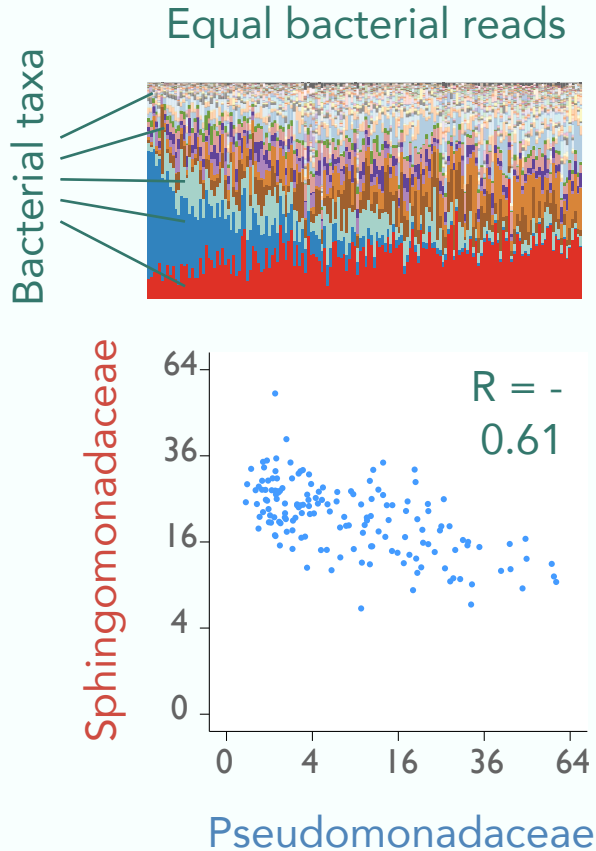 Equal bacterial reads
Bacterial taxa
R = -
0.61
Sphingomonadaceae
64
36
16
4
0
0 4 16 36 64
Pseudomonadaceae